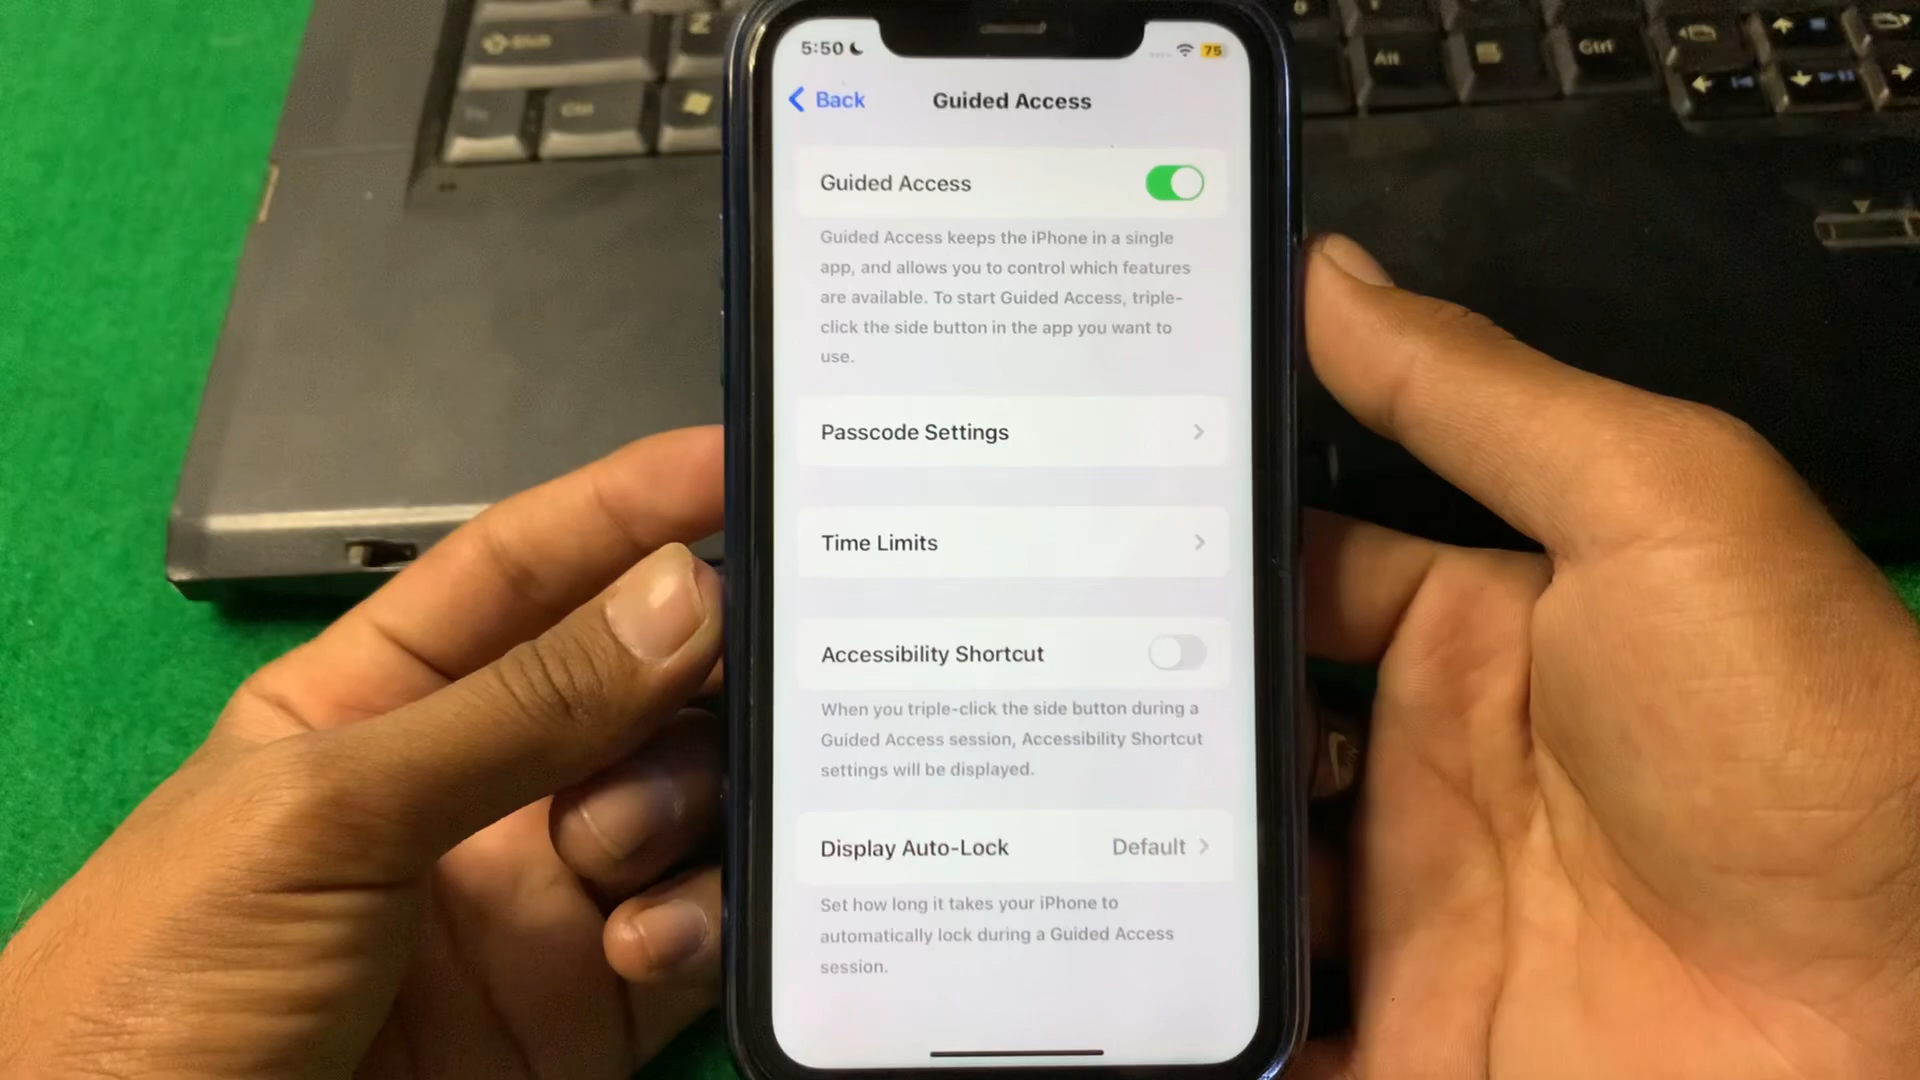 Shift
Z
Ctrl
Alt
Ctrl
5:50
75
Back
Guided Access
Guided Access
Guided Access keeps the iPhone in a single
app, and allows you to control which features
are available. To start Guided Access, triple-
click the side button in the app you want to
use.
Passcode Settings
Time Limits
Accessibility Shortcut
When you triple-click the side button during a
Guided Access session, Accessibility Shortcut
settings will be displayed.
Display Auto-Lock Default
Set how long it takes your iPhone to
automatically lock during a Guided Access
session.